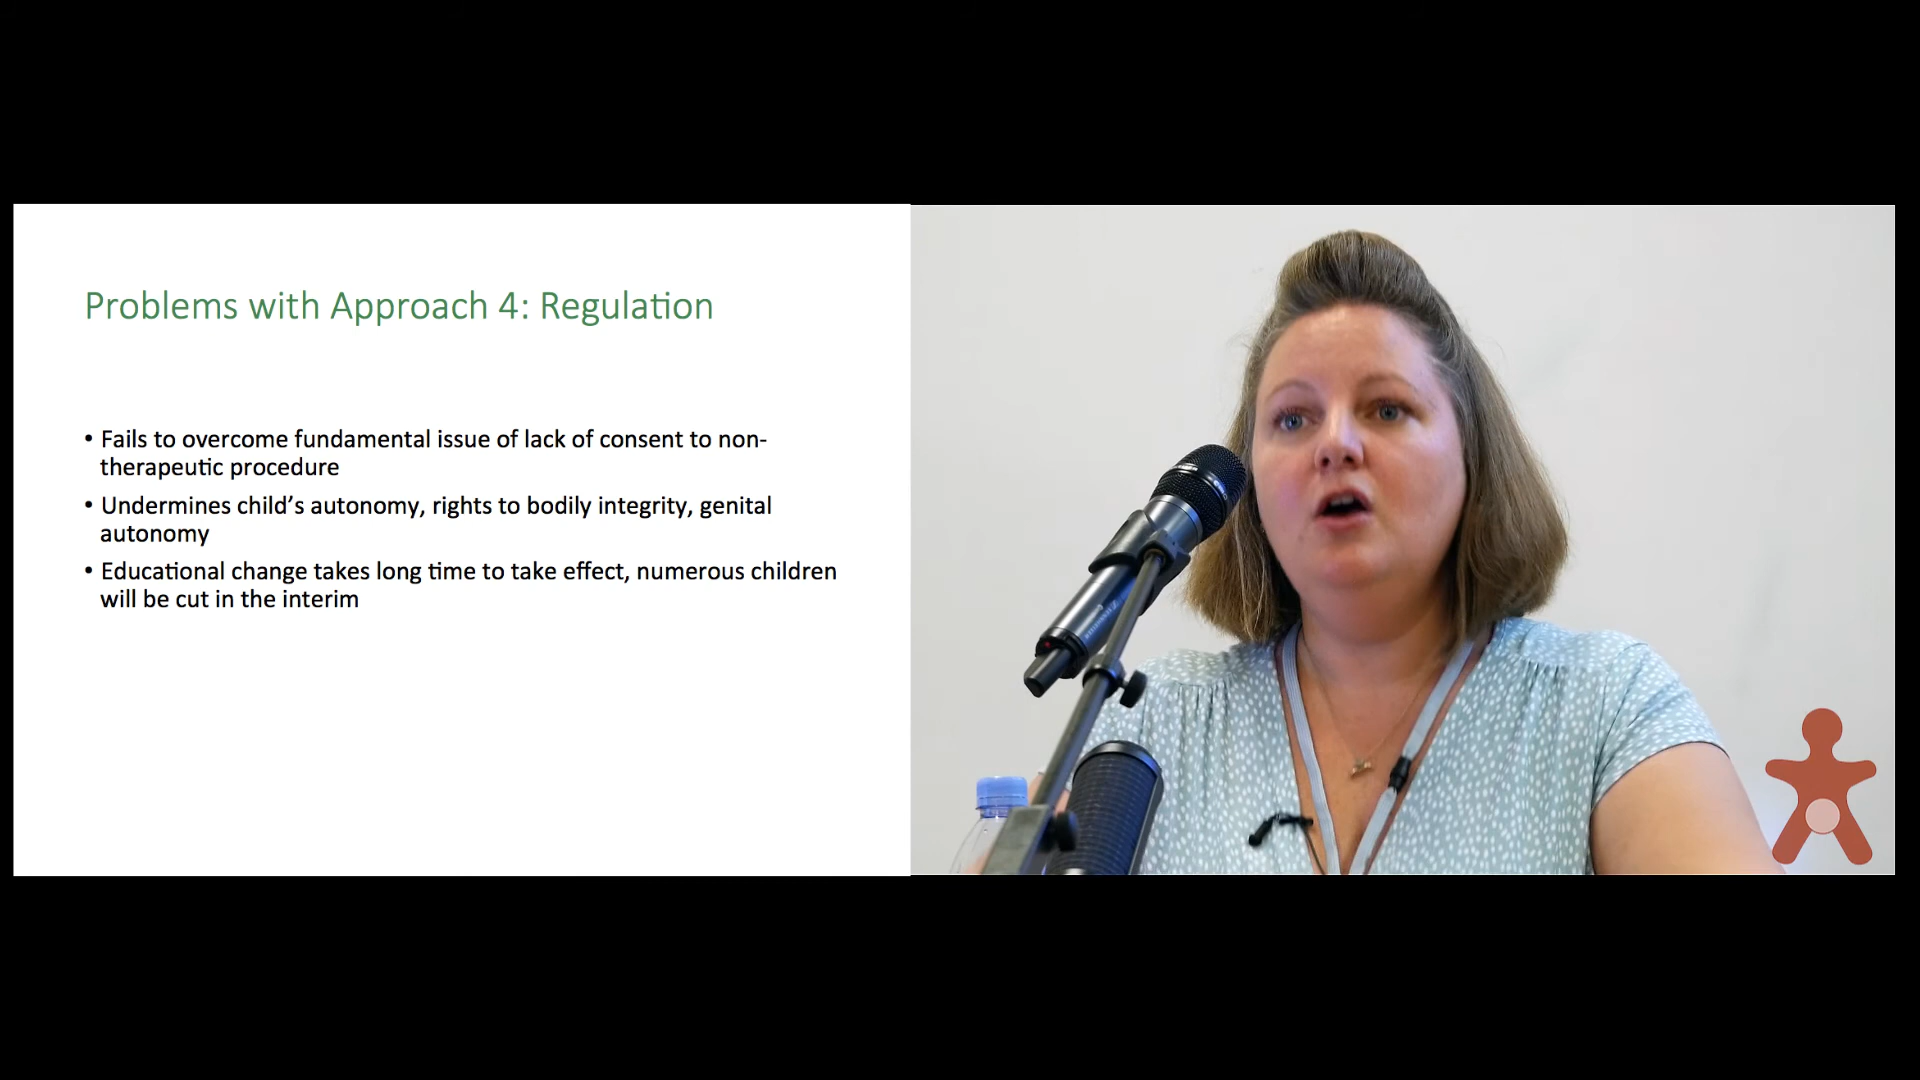 Problems with Approach 4: Regulation
• Fails to overcome fundamental issue of lack of consent to non-
therapeutic procedure
• Undermines child’s autonomy, rights to bodily integrity, genital
autonomy
• Educational change takes long time to take effect, numerous children
will be cut in the interim